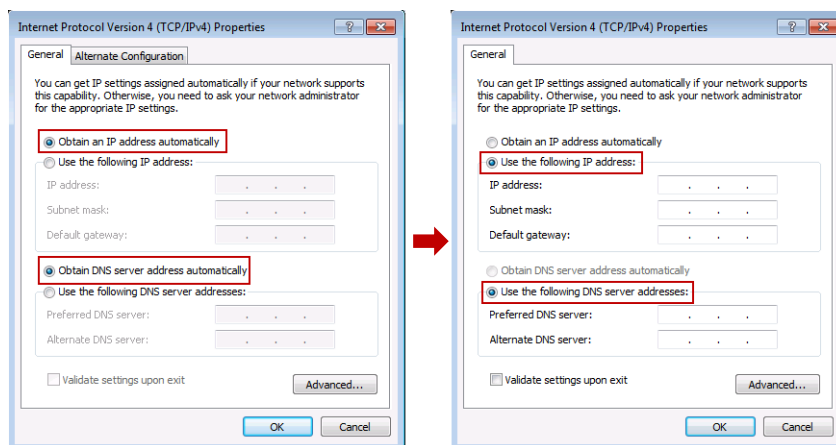 Internet Protocol Version 4 (TCP/IPv4) Properties
General
Alternate Configuration
You can get IP settings assigned automatically if your network supports
this capability. Otherwise, you need to ask your network administrator
for the appropriate IP settings.
Obtain an IP address automatically
Use the following IP address:
IP address:
Subnet mask:
Default gateway:
Obtain DNS server address automatically
Use the following DNS server addresses:
Preferred DNS server:
Alternate DNS server:
Validate settings upon exit
Advanced...
OK
Cancel
Internet Protocol Version 4 (TCP/IPv4) Properties
General
You can get IP settings assigned automatically if your network supports
this capability. Otherwise, you need to ask your network administrator
for the appropriate IP settings.
Obtain an IP address automatically
Use the following IP address:
IP address:
Subnet mask:
Default gateway:
Obtain DNS server address automatically
Use the following DNS server addresses:
Preferred DNS server:
Alternate DNS server:
Validate settings upon exit
Advanced...
OK
Cancel